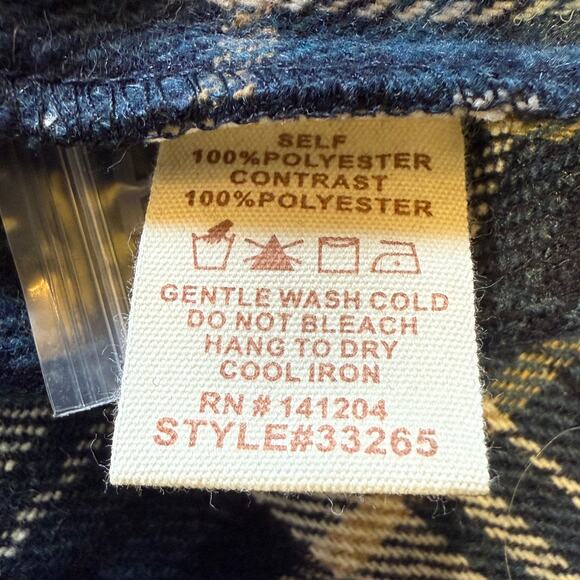 SELF
100%POLYESTER
CONTRAST
100%POLYESTER
GENTLE WASH COLD
DO NOT BLEACH
HANG TO DRY
COOL IRON
RN # 141204
STYLE#33265